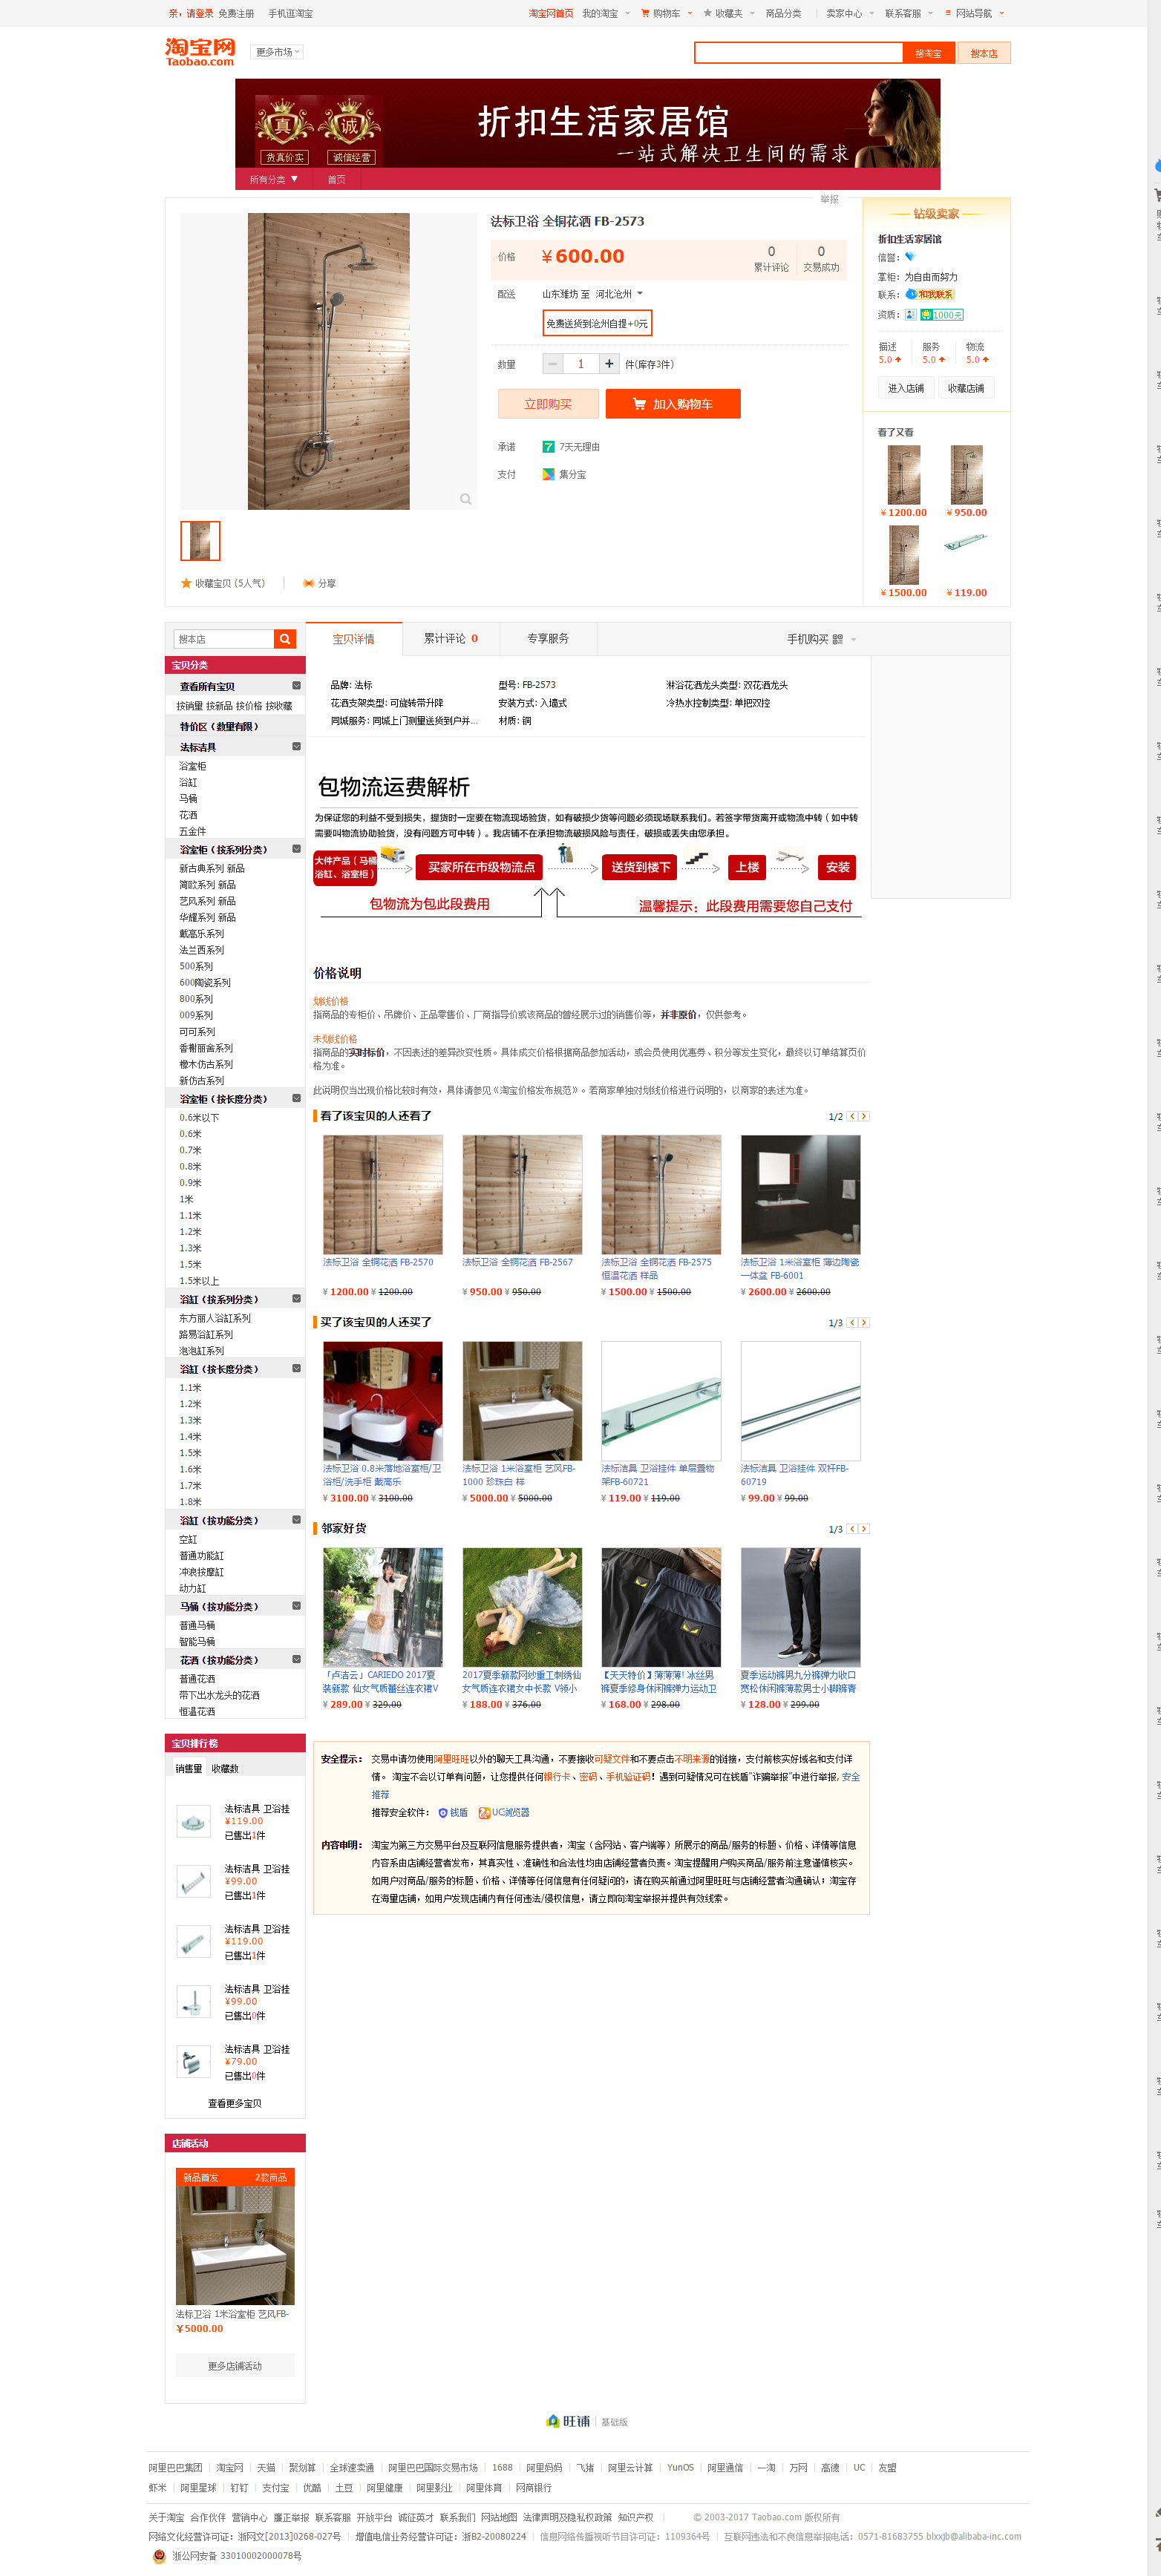 亲，请登录 免费注册 手机逛淘宝
淘宝网首页 我的淘宝 购物车 收藏夹 商品分类 卖家中心 联系客服 网站导航
淘宝网
Taobao.com
更多市场
搜淘宝 搜本店
真 诚
货真价实 诚信经营
折扣生活家居馆
一站式解决卫生间的需求
所有分类 首页
举报
法标卫浴 全铜花洒 FB-2573
价格 ¥600.00
0 累计评论
0 交易成功
配送 山东潍坊 至 河北沧州
免费送货到沧州自提+0元
数量 1 件(库存3件)
立即购买 加入购物车
承诺 7天无理由
支付 集分宝
收藏宝贝 (5人气) 分享
钻级卖家
折扣生活家居馆
信誉：
掌柜：为自由而努力
联系：和我联系
资质：1000元
描述 服务 物流
5.0 5.0 5.0
进入店铺 收藏店铺
看了又看
¥1200.00 ¥950.00
¥1500.00 ¥119.00
搜本店
宝贝详情 累计评论 0 专享服务 手机购买
品牌: 法标 型号: FB-2573 淋浴花洒龙头类型: 双花洒龙头
花洒支架类型: 可旋转带升降 安装方式: 入墙式 冷热水控制类型: 单把双控
同城服务: 同城上门测量送货到户并... 材质: 铜
宝贝分类
查看所有宝贝
按销量 按新品 按价格 按收藏
特价区（数量有限）
法标洁具
浴室柜
浴缸
马桶
花洒
五金件
浴室柜（按系列分类）
新古典系列 新品
简欧系列 新品
艺风系列 新品
华耀系列 新品
戴高乐系列
法兰西系列
500系列
600陶瓷系列
800系列
009系列
可可系列
香榭丽舍系列
橡木仿古系列
新仿古系列
浴室柜（按长度分类）
0.6米以下
0.6米
0.7米
0.8米
0.9米
1米
1.1米
1.2米
1.3米
1.5米
1.5米以上
浴缸（按系列分类）
东方丽人浴缸系列
路易浴缸系列
泡泡缸系列
浴缸（按长度分类）
1.1米
1.2米
1.3米
1.4米
1.5米
1.6米
1.7米
1.8米
浴缸（按功能分类）
空缸
普通功能缸
冲浪按摩缸
动力缸
马桶（按功能分类）
普通马桶
智能马桶
花洒（按功能分类）
普通花洒
带下出水龙头的花洒
恒温花洒
包物流运费解析
为保证您的利益不受到损失，提货时一定要在物流现场验货，如有破损少货等问题必须现场联系我们。若签字带货离开或物流中转（如中转
需要叫物流协助验货，没有问题方可中转）。我店铺不在承担物流破损风险与责任，破损或丢失由您承担。
大件产品（马桶
浴缸、浴室柜）
买家所在市级物流点 送货到楼下 上楼 安装
包物流为包此段费用 温馨提示：此段费用需要您自己支付
价格说明
划线价格
指商品的专柜价、吊牌价、正品零售价、厂商指导价或该商品的曾经展示过的销售价等，并非原价，仅供参考。
未划线价格
指商品的实时标价，不因表述的差异改变性质。具体成交价格根据商品参加活动，或会员使用优惠券、积分等发生变化，最终以订单结算页价
格为准。
此说明仅当出现价格比较时有效，具体请参见《淘宝价格发布规范》。若商家单独对划线价格进行说明的，以商家的表述为准。
看了该宝贝的人还看了 1/2
法标卫浴 全铜花洒 FB-2570
¥ 1200.00 ¥ 1200.00
法标卫浴 全铜花洒 FB-2567
¥ 950.00 ¥ 950.00
法标卫浴 全铜花洒 FB-2575
恒温花洒 样品
¥ 1500.00 ¥ 1500.00
法标卫浴 1米浴室柜 薄边陶瓷
一体盆 FB-6001
¥ 2600.00 ¥ 2600.00
买了该宝贝的人还买了 1/3
法标卫浴 0.8米落地浴室柜/卫
浴柜/洗手柜 戴高乐
¥ 3100.00 ¥ 3100.00
法标卫浴 1米浴室柜 艺风FB-
1000 珍珠白 样
¥ 5000.00 ¥ 5000.00
法标洁具 卫浴挂件 单层置物
架FB-60721
¥ 119.00 ¥ 119.00
法标洁具 卫浴挂件 双杆FB-
60719
¥ 99.00 ¥ 99.00
邻家好货 1/3
「卢洁云」CARIEDO 2017夏
装新款 仙女气质蕾丝连衣裙V
¥ 289.00 ¥ 329.00
2017夏季新款网纱重工刺绣仙
女气质连衣裙女中长款 V领小
¥ 188.00 ¥ 376.00
【天天特价】薄薄薄! 冰丝男
裤夏季修身休闲裤弹力运动卫
¥ 168.00 ¥ 298.00
夏季运动裤男九分裤弹力收口
宽松休闲裤薄款男士小脚裤青
¥ 128.00 ¥ 299.00
安全提示： 交易中请勿使用阿里旺旺以外的聊天工具沟通，不要接收可疑文件和不要点击不明来源的链接，支付前核实好域名和支付详
情。 淘宝不会以订单有问题，让您提供任何银行卡、密码、手机验证码！遇到可疑情况可在钱盾"诈骗举报"中进行举报, 安全
推荐
推荐安全软件： 钱盾 UC浏览器
内容申明： 淘宝为第三方交易平台及互联网信息服务提供者，淘宝（含网站、客户端等）所展示的商品/服务的标题、价格、详情等信息
内容系由店铺经营者发布，其真实性、准确性和合法性均由店铺经营者负责。淘宝提醒用户购买商品/服务前注意谨慎核实。
如用户对商品/服务的标题、价格、详情等任何信息有任何疑问的，请在购买前通过阿里旺旺与店铺经营者沟通确认；淘宝存
在海量店铺，如用户发现店铺内有任何违法/侵权信息，请立即向淘宝举报并提供有效线索。
宝贝排行榜
销售量 收藏数
法标洁具 卫浴挂
¥119.00
已售出1件
法标洁具 卫浴挂
¥99.00
已售出1件
法标洁具 卫浴挂
¥119.00
已售出1件
法标洁具 卫浴挂
¥99.00
已售出0件
法标洁具 卫浴挂
¥79.00
已售出0件
查看更多宝贝
店铺活动
新品首发 2款商品
法标卫浴 1米浴室柜 艺风FB-
¥5000.00
更多店铺活动
旺铺 基础版
阿里巴巴集团 淘宝网 天猫 聚划算 全球速卖通 阿里巴巴国际交易市场 1688 阿里妈妈 飞猪 阿里云计算 YunOS 阿里通信 一淘 万网 高德 UC 友盟
虾米 阿里星球 钉钉 支付宝 优酷 土豆 阿里健康 阿里影业 阿里体育 网商银行
关于淘宝 合作伙伴 营销中心 廉正举报 联系客服 开放平台 诚征英才 联系我们 网站地图 法律声明及隐私权政策 知识产权 © 2003-2017 Taobao.com 版权所有
网络文化经营许可证：浙网文[2013]0268-027号 增值电信业务经营许可证：浙B2-20080224 信息网络传播视听节目许可证：1109364号 互联网违法和不良信息举报电话：0571-81683755 blxxjb@alibaba-inc.com
浙公网安备 33010002000078号